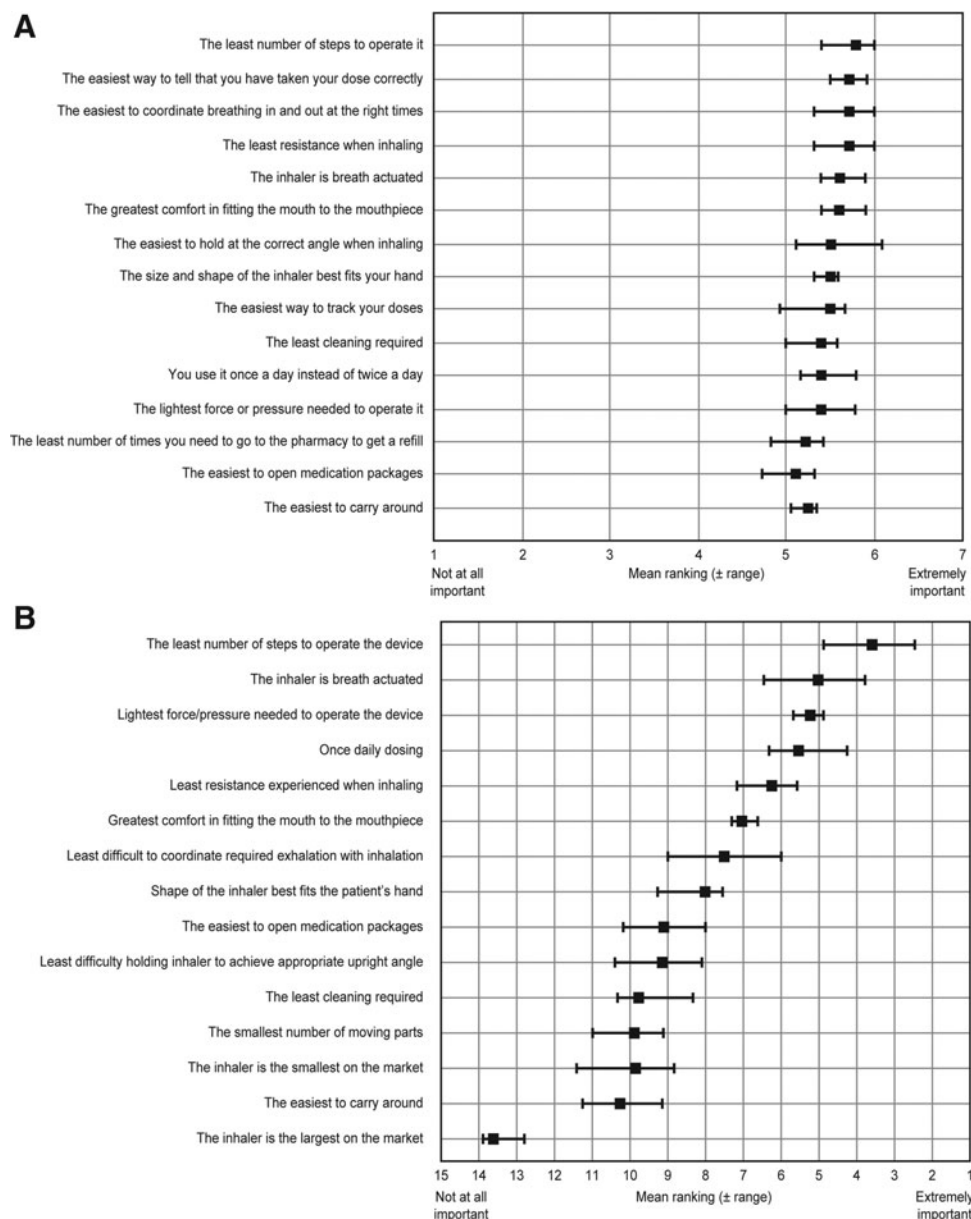 A
The least number of steps to operate it
The easiest way to tell that you have taken your dose correctly
The easiest to coordinate breathing in and out at the right times
The least resistance when inhaling
The inhaler is breath actuated
The greatest comfort in fitting the mouth to the mouthpiece
The easiest to hold at the correct angle when inhaling
The size and shape of the inhaler best fits your hand
The easiest way to track your doses
The least cleaning required
You use it once a day instead of twice a day
The lightest force or pressure needed to operate it
The least number of times you need to go to the pharmacy to get a refill
The easiest to open medication packages
The easiest to carry around
1 2 3 4 5 6 7
Not at all Mean ranking (± range) Extremely
important important
B
The least number of steps to operate the device
The inhaler is breath actuated
Lightest force/pressure needed to operate the device
Once daily dosing
Least resistance experienced when inhaling
Greatest comfort in fitting the mouth to the mouthpiece
Least difficult to coordinate required exhalation with inhalation
Shape of the inhaler best fits the patient's hand
The easiest to open medication packages
Least difficulty holding inhaler to achieve appropriate upright angle
The least cleaning required
The smallest number of moving parts
The inhaler is the smallest on the market
The easiest to carry around
The inhaler is the largest on the market
15 14 13 12 11 10 9 8 7 6 5 4 3 2 1
Not at all Mean ranking (± range) Extremely
important important